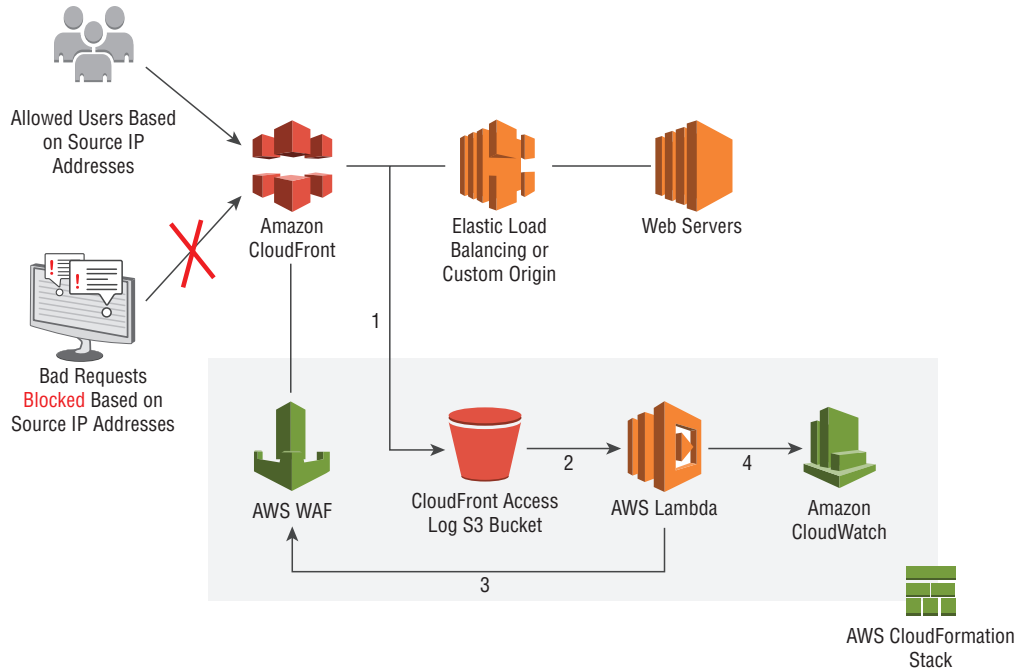 Allowed Users Based
on Source IP
Addresses
Amazon
CloudFront
Elastic Load
Balancing or
Custom Origin
Web Servers
!
!
1
Bad Requests
Blocked Based on
Source IP Addresses
2
4
AWS WAF
CloudFront Access
Log S3 Bucket
AWS Lambda
Amazon
CloudWatch
3
AWS CloudFormation
Stack